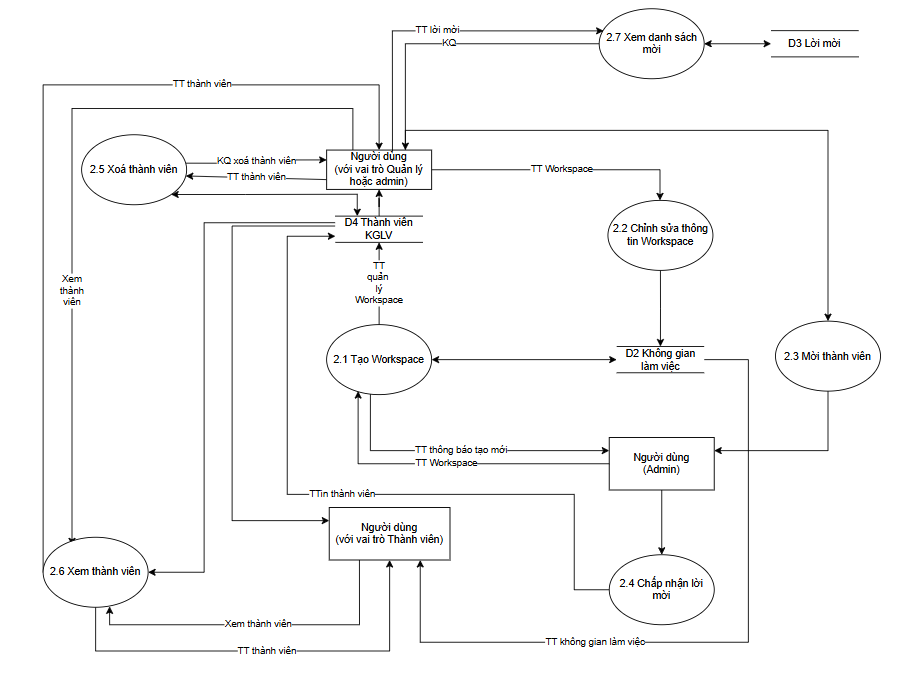 TT lời mời
KQ
2.7 Xem danh sách
mời
D3 Lời mời
TT thành viên
2.5 Xoá thành viên
KQ xoá thành viên
TT thành viên
Người dùng
(với vai trò Quản lý
hoặc admin)
TT Workspace
D4 Thành viên
KGLV
2.2 Chỉnh sửa thông
tin Workspace
Xem
thành
viên
TT
quản
lý
Workspace
2.1 Tạo Workspace
D2 Không gian
làm việc
2.3 Mời thành viên
TT thông báo tạo mới
TT Workspace
Người dùng
(Admin)
TTin thành viên
Người dùng
(với vai trò Thành viên)
2.6 Xem thành viên
2.4 Chấp nhận lời
mời
Xem thành viên
TT không gian làm việc
TT thành viên